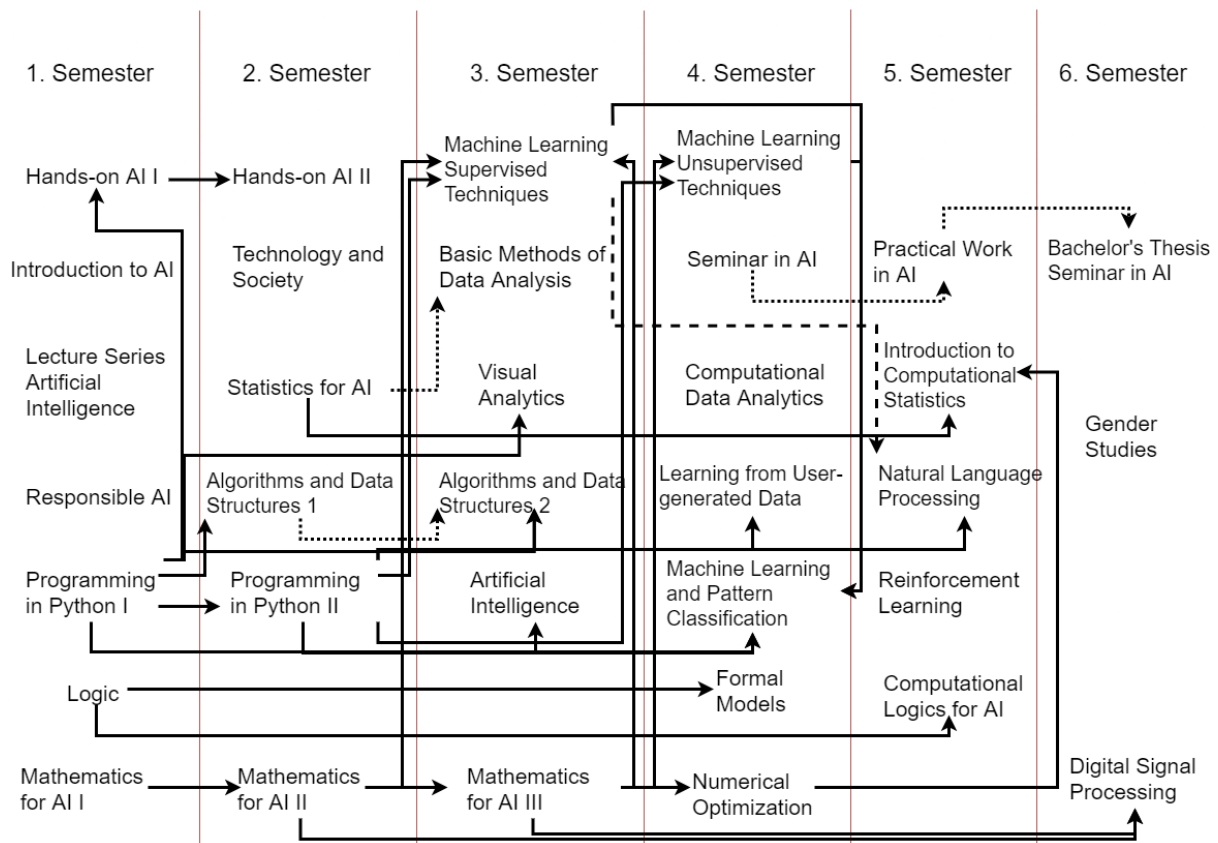 1. Semester
2. Semester
3. Semester
4. Semester
5. Semester
6. Semester
Hands-on AI I
Introduction to AI
Lecture Series
Artificial
Intelligence
Responsible AI
Programming
in Python I
Logic
Mathematics
for AI I
Hands-on AI II
Technology and
Society
Statistics for AI
Algorithms and Data
Structures 1
Programming
in Python II
Mathematics
for AI II
Machine Learning
Supervised
Techniques
Basic Methods of
Data Analysis
Visual
Analytics
Algorithms and Data
Structures 2
Artificial
Intelligence
Mathematics
for AI III
Machine Learning
Unsupervised
Techniques
Seminar in AI
Computational
Data Analytics
Learning from User-
generated Data
Machine Learning
and Pattern
Classification
Formal
Models
Numerical
Optimization
Practical Work
in AI
Introduction to
Computational
Statistics
Natural Language
Processing
Reinforcement
Learning
Computational
Logics for AI
Bachelor's Thesis
Seminar in AI
Gender
Studies
Digital Signal
Processing